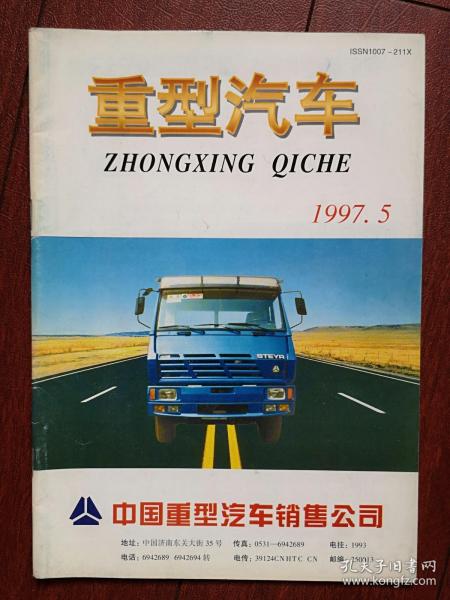 ISSN1007-211X
重型汽车
ZHONGXING QICHE
1997.5
STEYR
中国重型汽车销售公司
地址：中国济南东关大街35号 传真：0531—6942689 电挂：1993
电话：6942689 6942694转 电传：39124CNHTC CN 邮编：250013
孔夫子旧书网